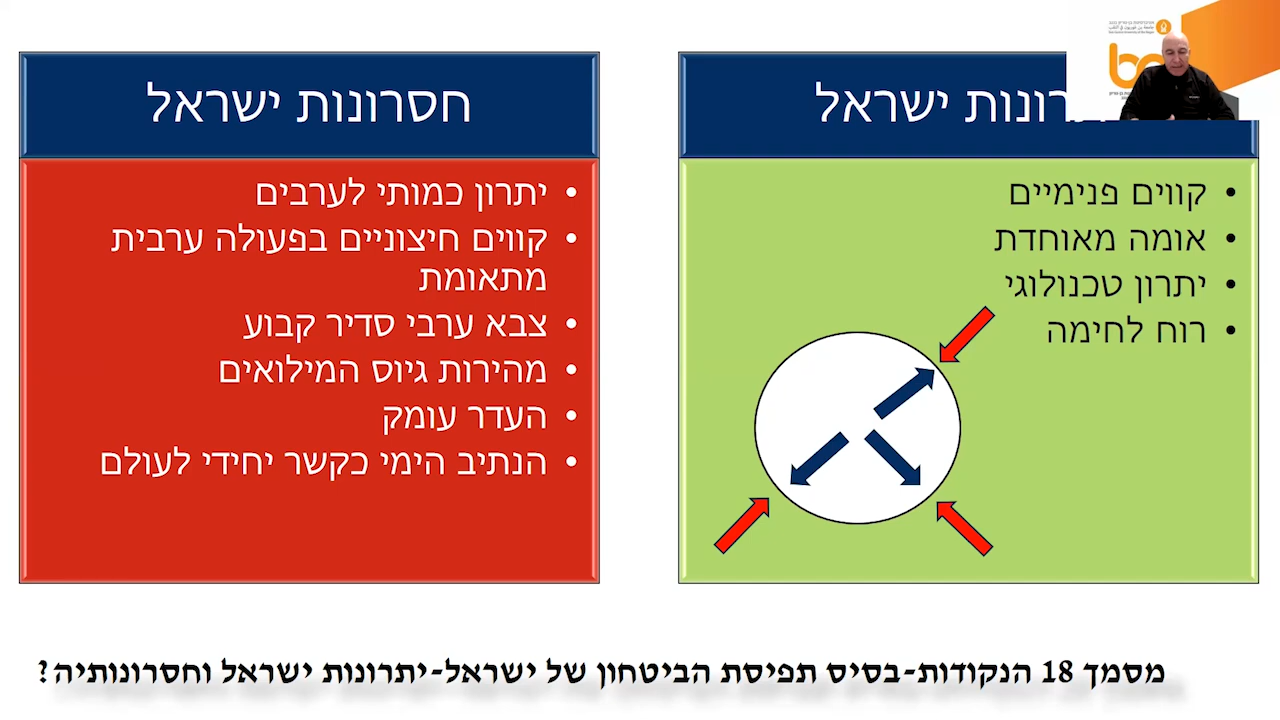 יתרונות ישראל
• קווים פנימיים
• אומה מאוחדת
• יתרון טכנולוגי
• רוח לחימה
חסרונות ישראל
• יתרון כמותי לערבים
• קווים חיצוניים בפעולה ערבית
מתאומת
• צבא ערבי סדיר קבוע
• מהירות גיוס המילואים
• העדר עומק
• הנתיב הימי כקשר יחידי לעולם
מסמך 18 הנקודות-בסיס תפיסת הביטחון של ישראל-יתרונות ישראל וחסרונותיה?